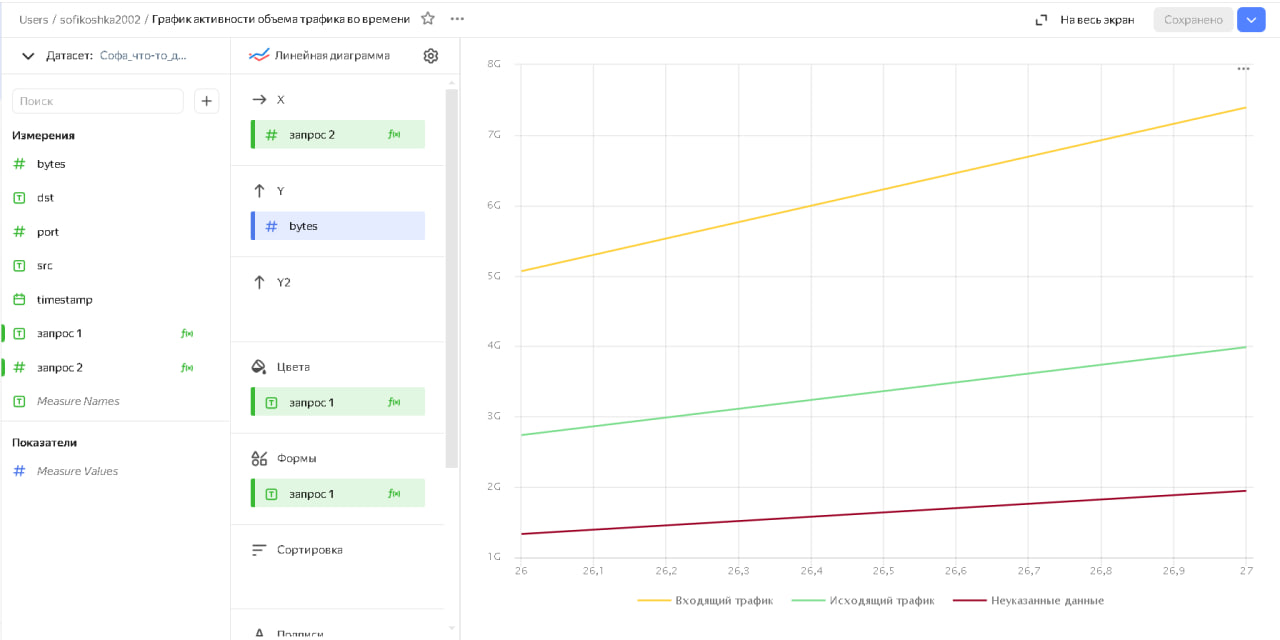 Users / sofikoshka2002 / График активности объема трафика во времени
На весь экран
Сохранено
Датасет: Софа_что-то_д...
Поиск
Измерения
bytes
dst
port
src
timestamp
запрос 1
запрос 2
Measure Names
Показатели
Measure Values
Линейная диаграмма
X
запрос 2
Y
bytes
Y2
Цвета
запрос 1
Формы
запрос 1
Сортировка
Подписи
8G
7G
6G
5G
4G
3G
2G
1G
26 26,1 26,2 26,3 26,4 26,5 26,6 26,7 26,8 26,9 27
Входящий трафик Исходящий трафик Неуказанные данные